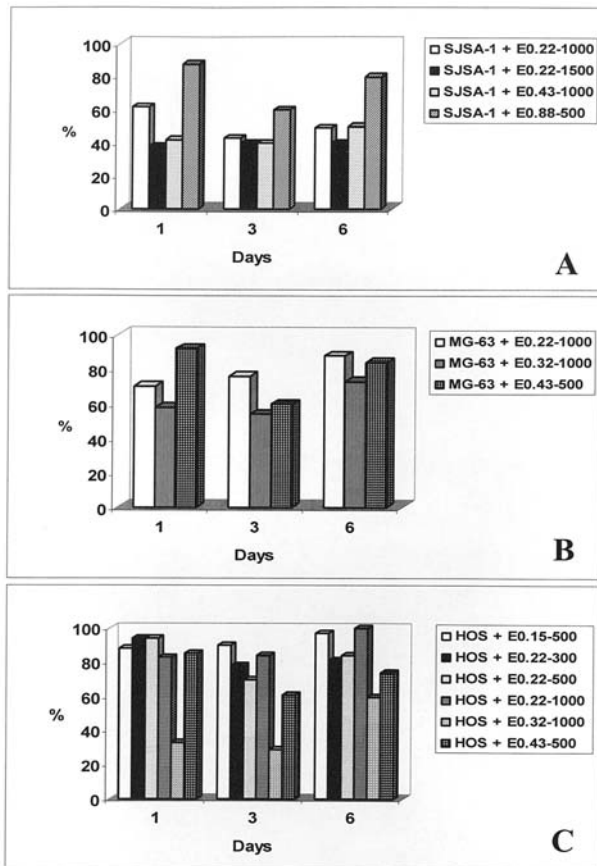 100
80
60
40
20
0
%
1 3 6
Days
SJSA-1 + E0.22-1000
SJSA-1 + E0.22-1500
SJSA-1 + E0.43-1000
SJSA-1 + E0.88-500
A
100
80
60
40
20
0
%
1 3 6
Days
MG-63 + E0.22-1000
MG-63 + E0.32-1000
MG-63 + E0.43-500
B
100
80
60
40
20
0
%
1 3 6
Days
HOS + E0.15-500
HOS + E0.22-300
HOS + E0.22-500
HOS + E0.22-1000
HOS + E0.32-1000
HOS + E0.43-500
C